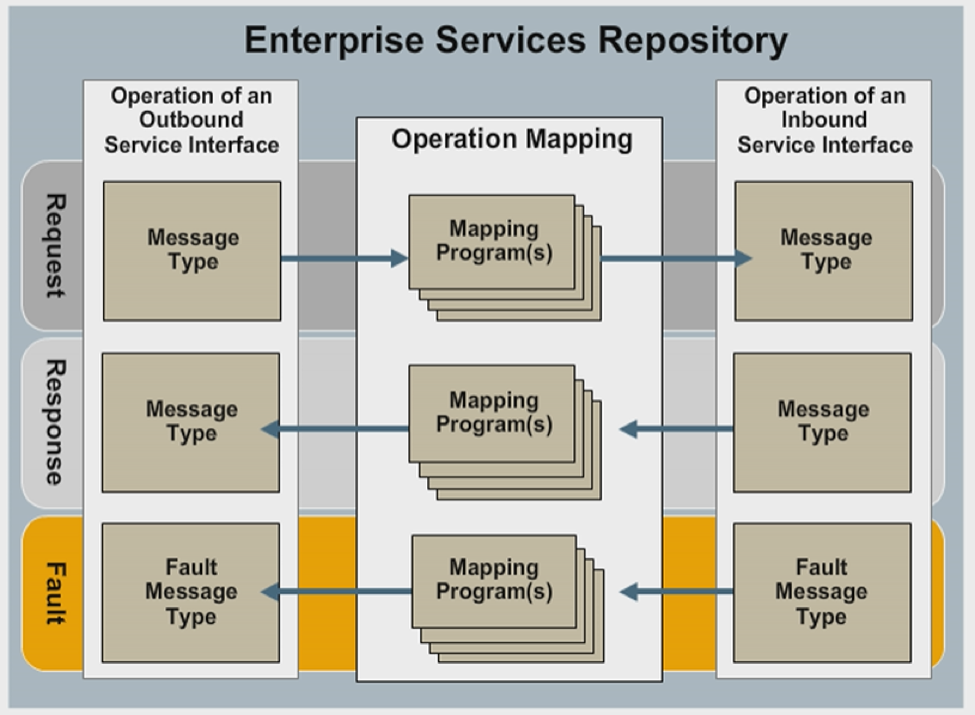 Enterprise Services Repository
Operation of an
Outbound
Service Interface
Operation Mapping
Operation of an
Inbound
Service Interface
Request
Message
Type
Mapping
Program(s)
Message
Type
Response
Message
Type
Mapping
Program(s)
Message
Type
Fault
Fault
Message
Type
Mapping
Program(s)
Fault
Message
Type